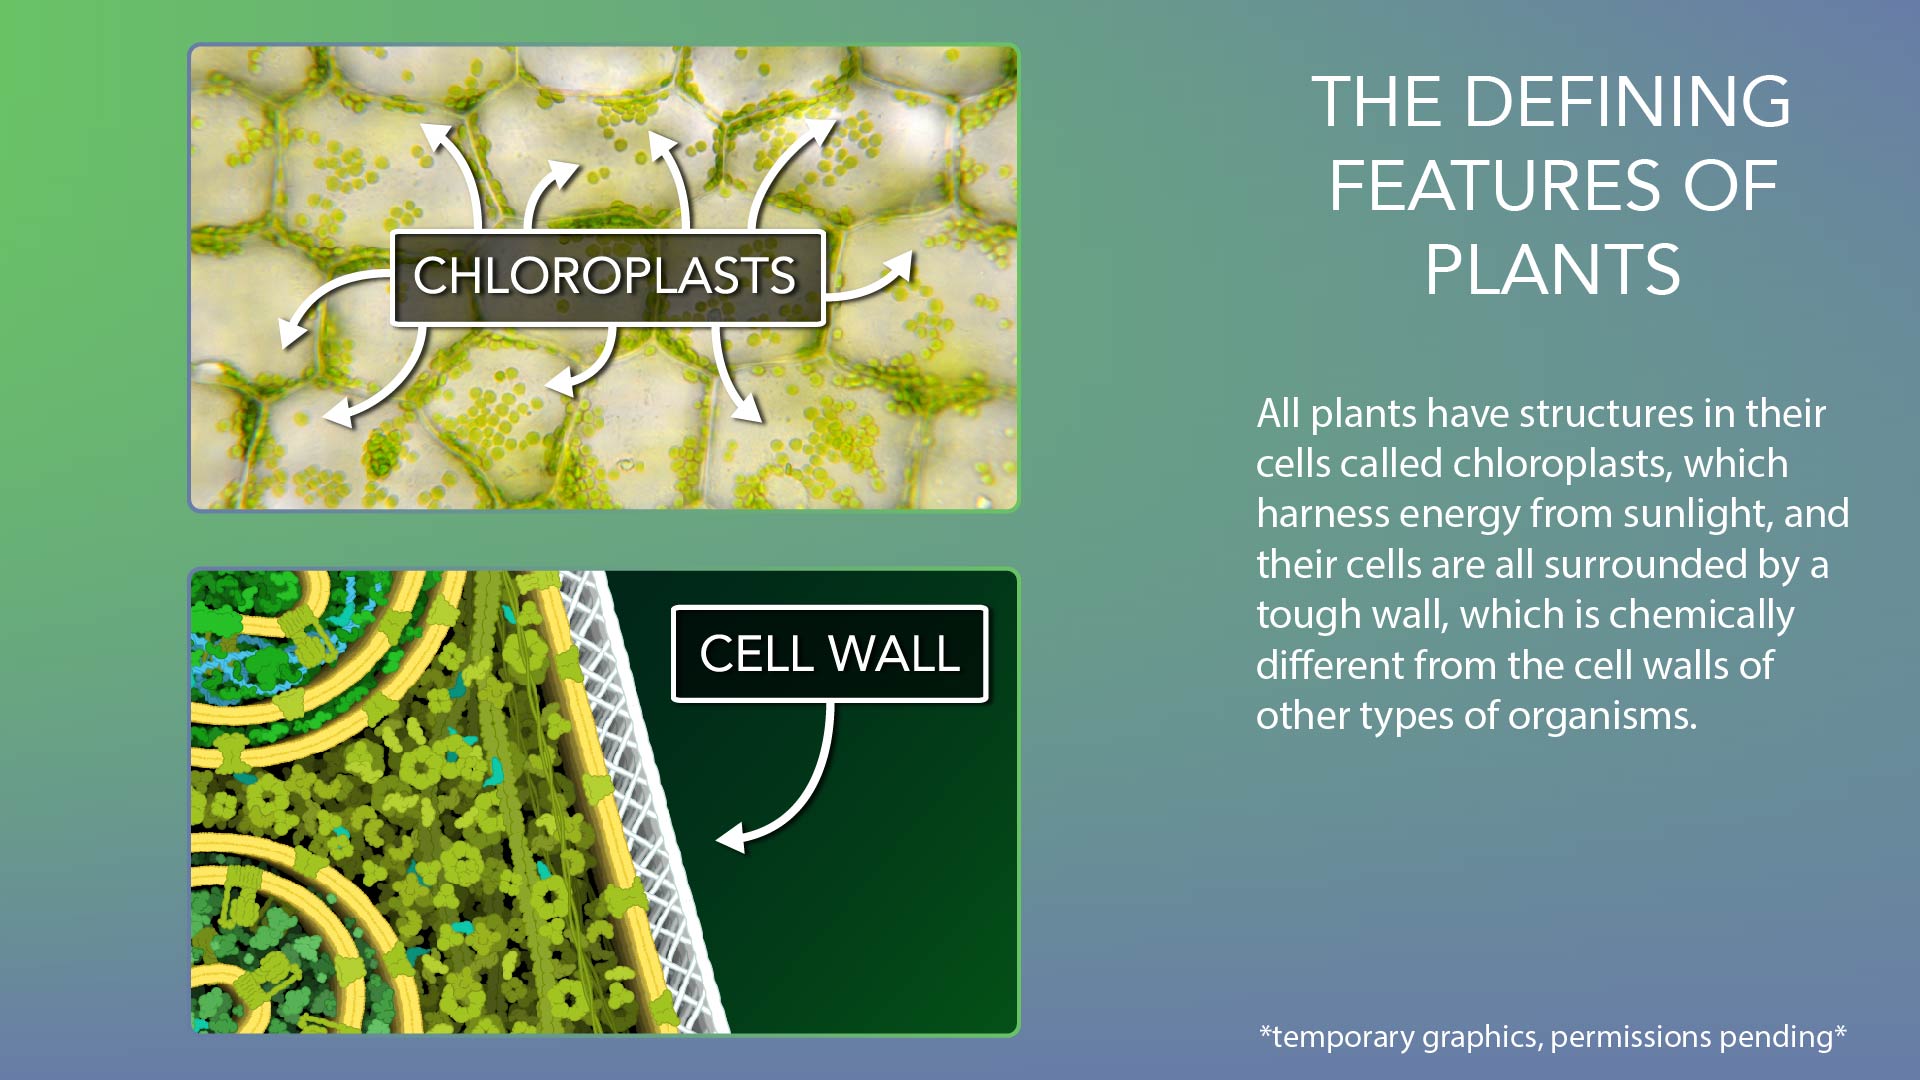 CHLOROPLASTS
CELL WALL
THE DEFINING
FEATURES OF
PLANTS
All plants have structures in their
cells called chloroplasts, which
harness energy from sunlight, and
their cells are all surrounded by a
tough wall, which is chemically
different from the cell walls of
other types of organisms.
*temporary graphics, permissions pending*